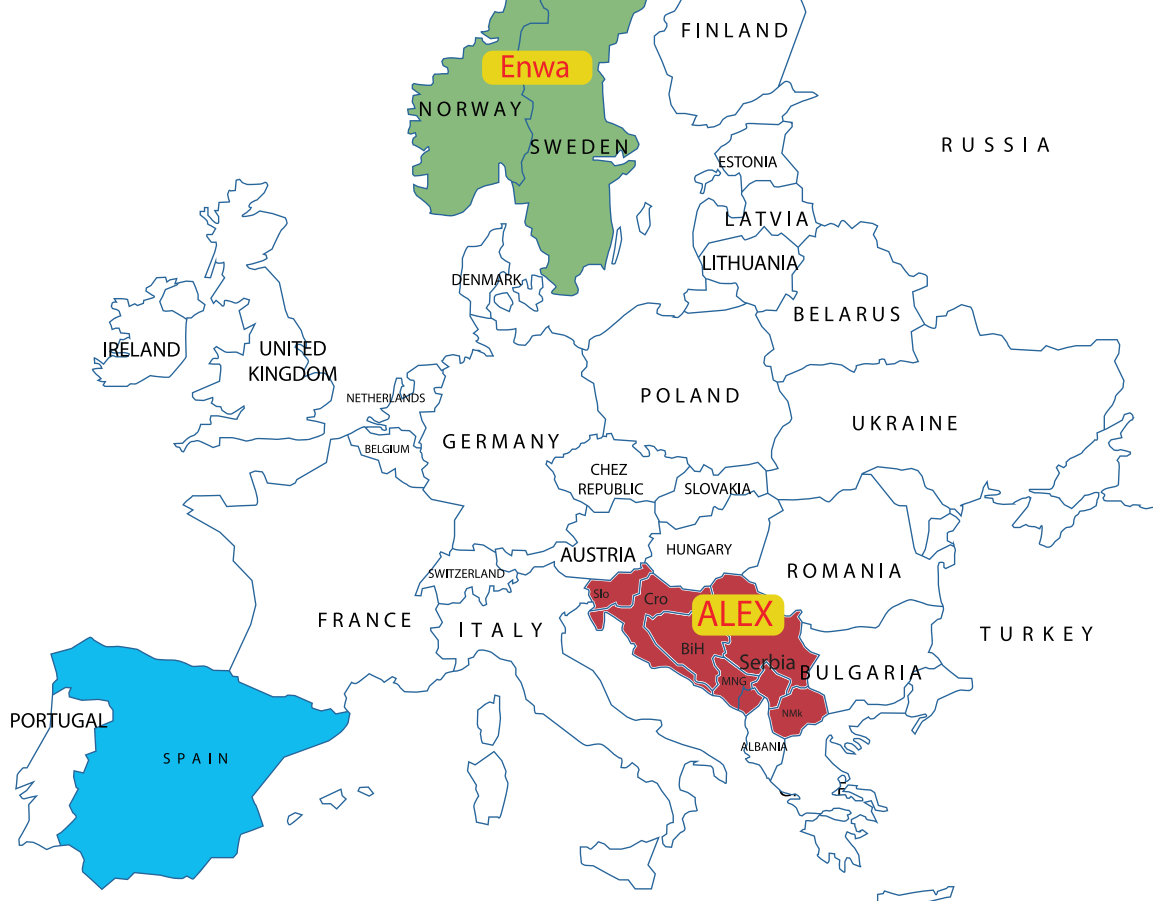 FINLAND
Enwa
NORWAY
SWEDEN
RUSSIA
ESTONIA
LATVIA
LITHUANIA
DENMARK
BELARUS
IRELAND
UNITED
KINGDOM
NETHERLANDS
POLAND
UKRAINE
BELGIUM
GERMANY
CHEZ
REPUBLIC
SLOVAKIA
AUSTRIA
HUNGARY
SWITZERLAND
ROMANIA
Slo
Cro
ALEX
FRANCE
ITALY
TURKEY
BiH
Serbia
BULGARIA
MNG
NMk
PORTUGAL
SPAIN
ALBANIA